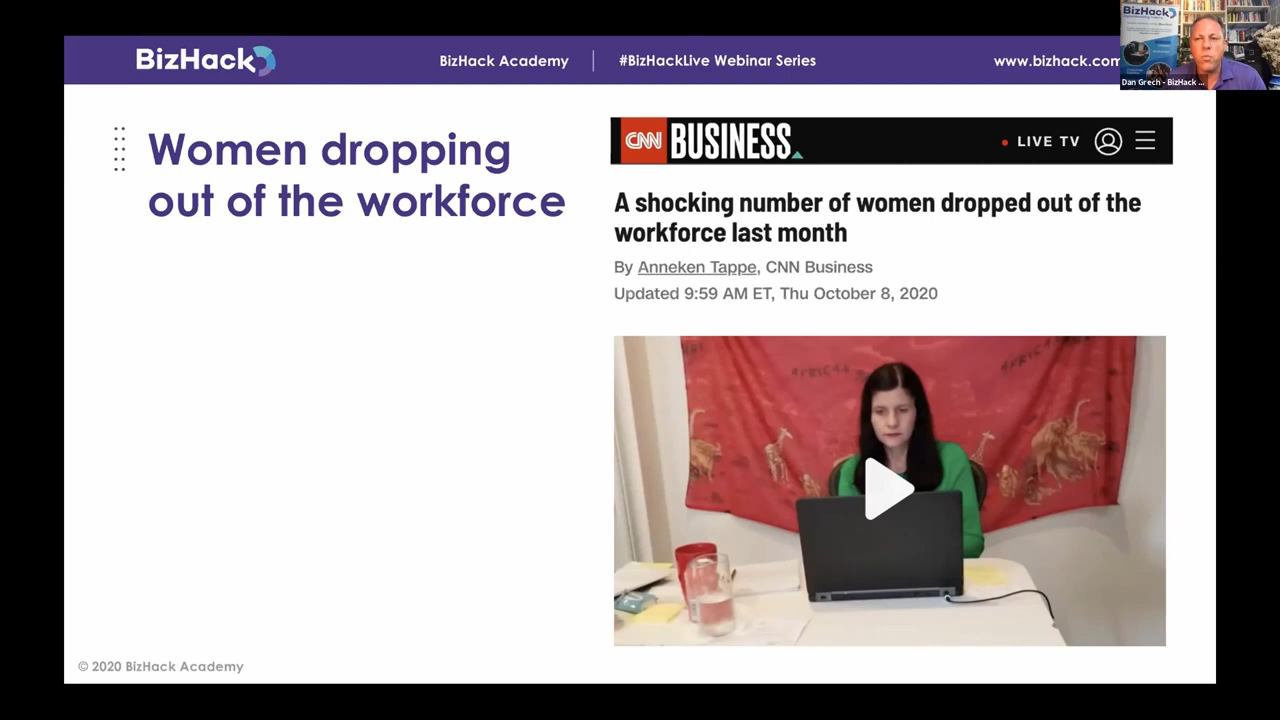 BizHack
BizHack Academy
#BizHackLive Webinar Series
www.bizhack.com
BizHack
Dan Grech - BizHack ...
Women dropping
out of the workforce
CNN BUSINESS
LIVE TV
A shocking number of women dropped out of the
workforce last month
By Anneken Tappe, CNN Business
Updated 9:59 AM ET, Thu October 8, 2020
AFRICAN
© 2020 BizHack Academy